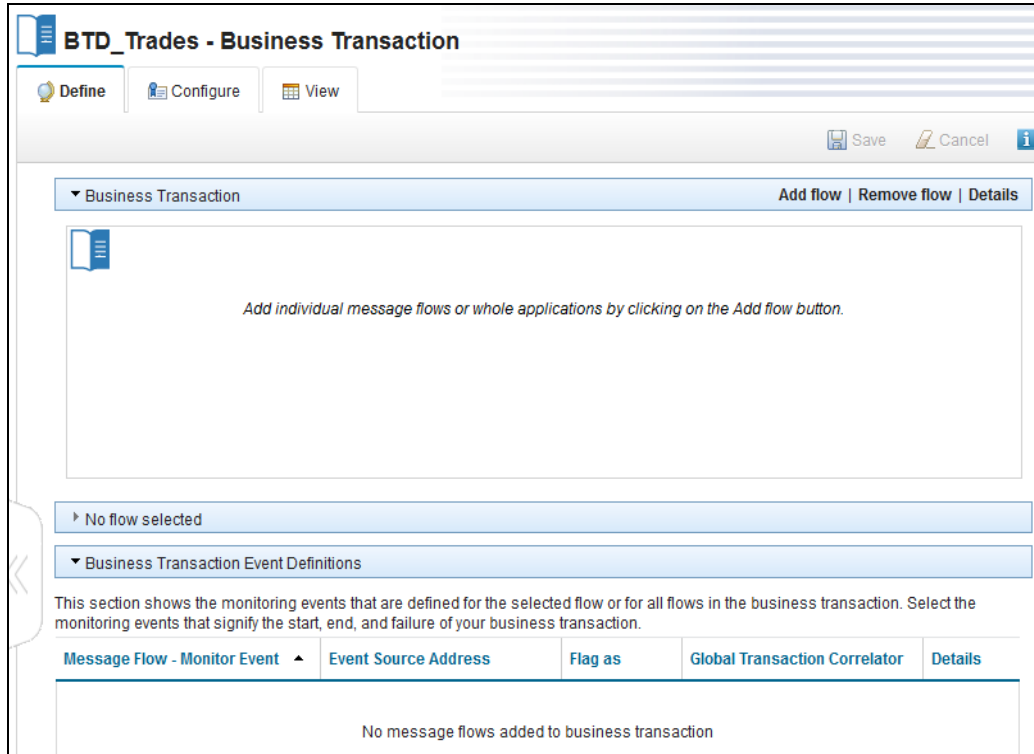 BTD_Trades - Business Transaction
Define Configure View
Save Cancel i
Business Transaction Add flow | Remove flow | Details
Add individual message flows or whole applications by clicking on the Add flow button.
No flow selected
Business Transaction Event Definitions
This section shows the monitoring events that are defined for the selected flow or for all flows in the business transaction. Select the
monitoring events that signify the start, end, and failure of your business transaction.
Message Flow - Monitor Event Event Source Address Flag as Global Transaction Correlator Details
No message flows added to business transaction